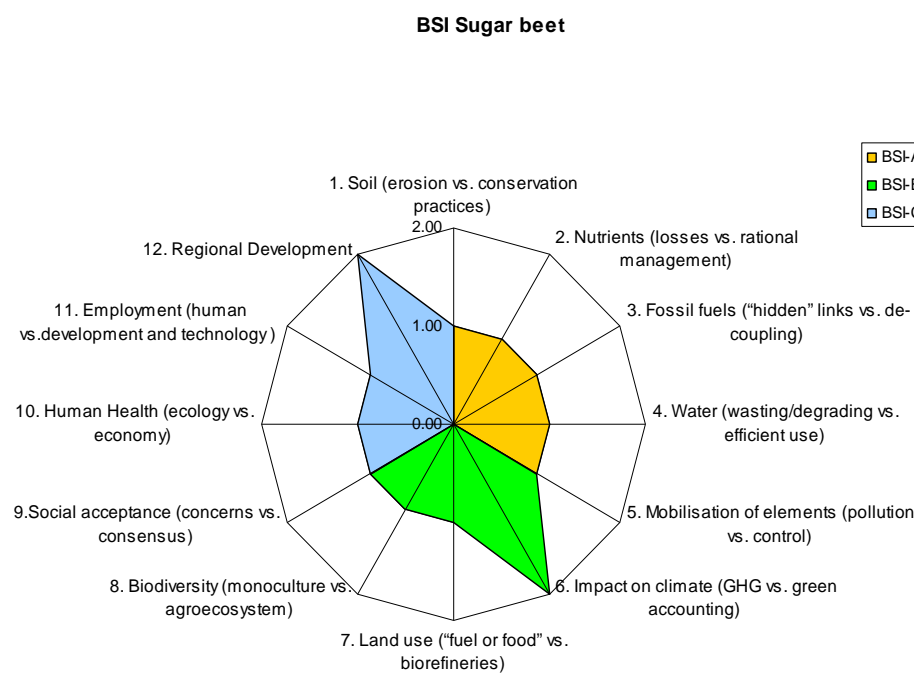 BSI Sugar beet
BSI-A
BSI-B
BSI-C
1. Soil (erosion vs. conservation
practices)
2.00
2. Nutrients (losses vs. rational
management)
12. Regional Development
11. Employment (human
vs.development and technology )
3. Fossil fuels (“hidden” links vs. de-
coupling)
1.00
10. Human Health (ecology vs.
economy)
0.00
4. Water (wasting/degrading vs.
efficient use)
9.Social acceptance (concerns vs.
consensus)
5. Mobilisation of elements (pollution
vs. control)
8. Biodiversity (monoculture vs.
agroecosystem)
6. Impact on climate (GHG vs. green
accounting)
7. Land use (“fuel or food” vs.
biorefineries)